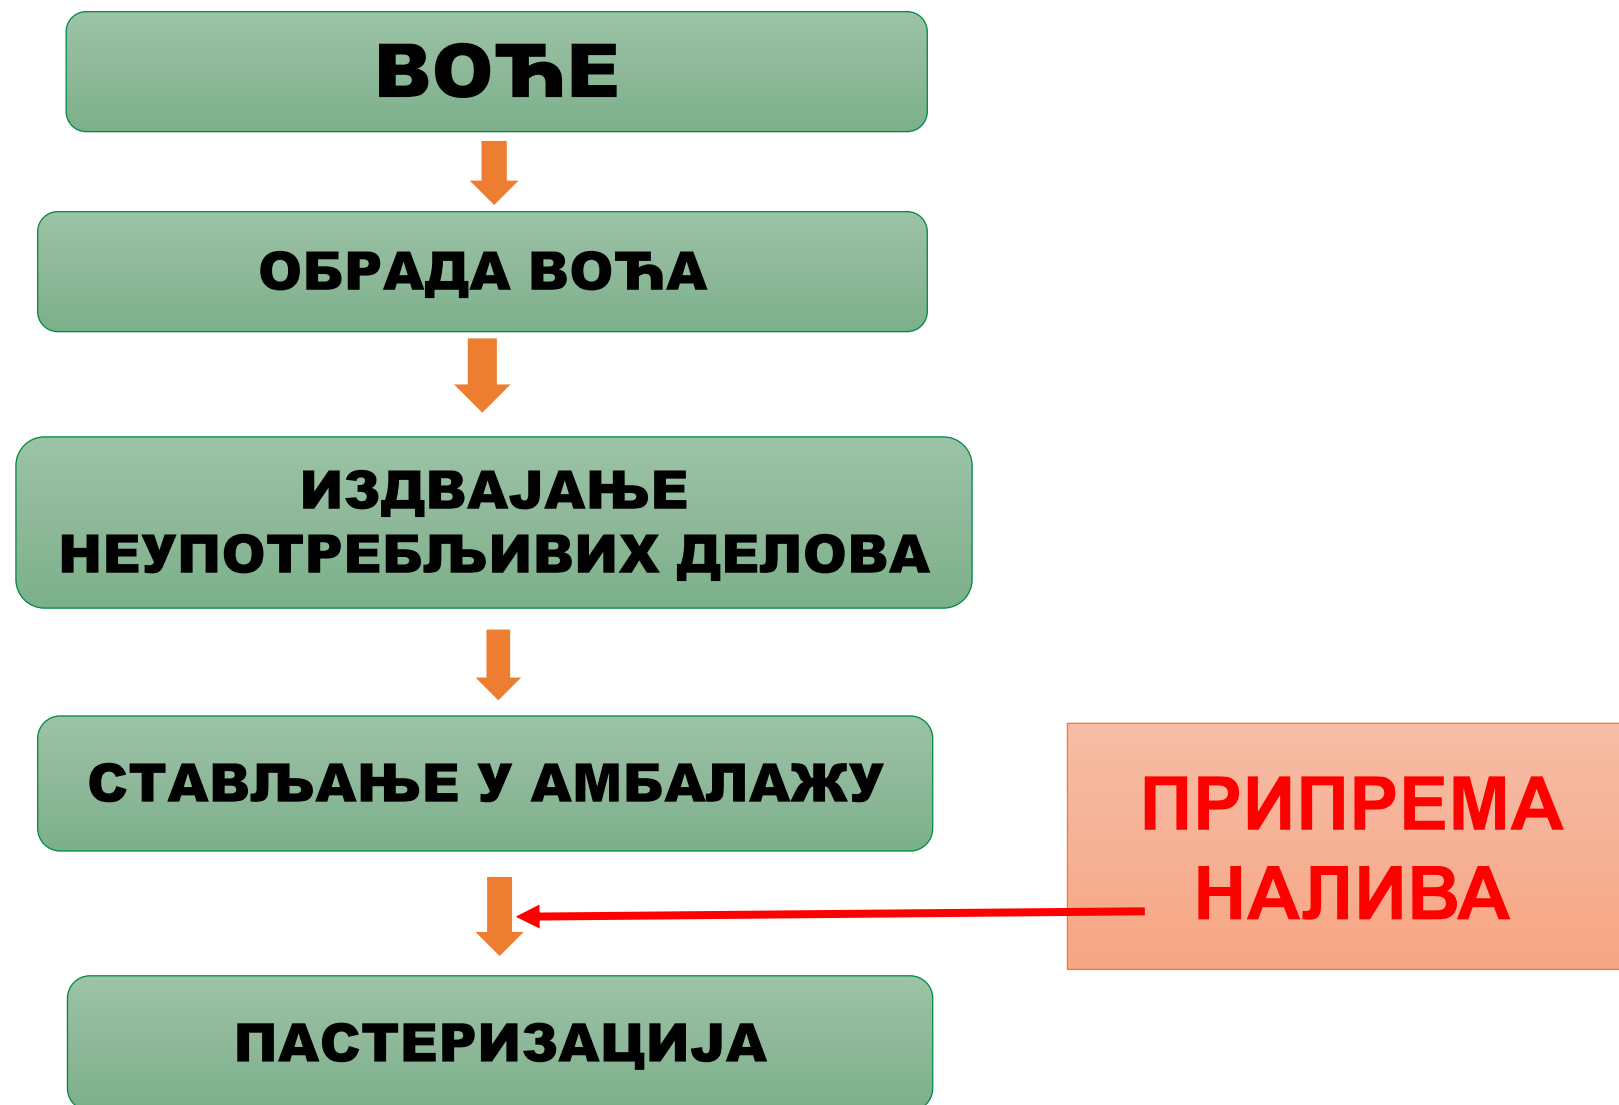 ВОЋЕ
ОБРАДА ВОЋА
ИЗДВАЈАЊЕ
НЕУПОТРЕБЉИВИХ ДЕЛОВА
СТАВЉАЊЕ У АМБАЛАЖУ
ПРИПРЕМА
НАЛИВА
ПАСТЕРИЗАЦИЈА